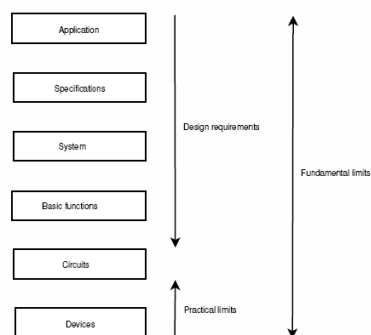 Application
Specifications
System
Design requirements
Fundamental limits
Basic functions
Circuits
Practical limits
Devices